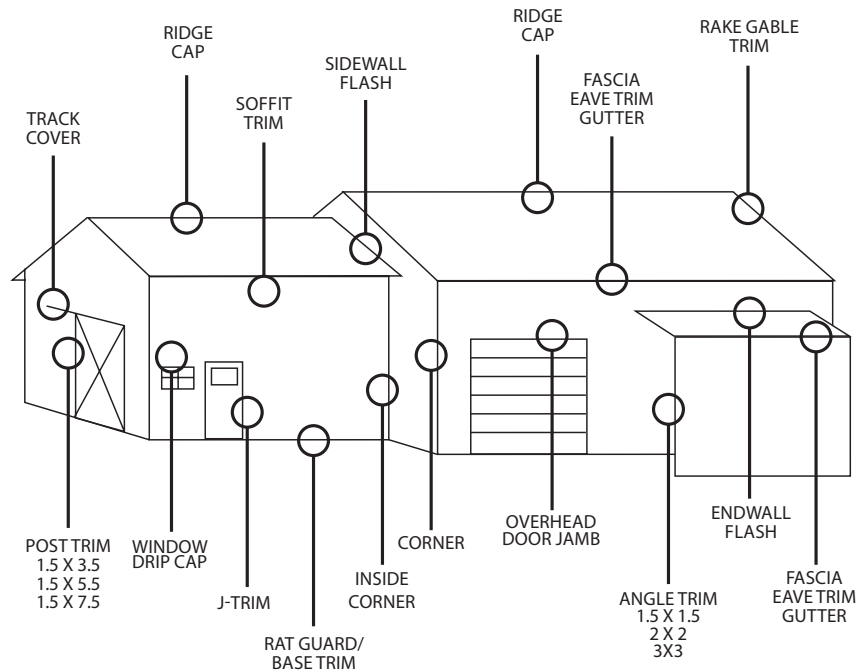 RIDGE
CAP
RIDGE
CAP
RAKE GABLE
TRIM
SIDEWALL
FLASH
FASCIA
EAVE TRIM
GUTTER
SOFFIT
TRIM
TRACK
COVER
POST TRIM
1.5 X 3.5
1.5 X 5.5
1.5 X 7.5
WINDOW
DRIP CAP
J-TRIM
RAT GUARD/
BASE TRIM
INSIDE
CORNER
CORNER
OVERHEAD
DOOR JAMB
ANGLE TRIM
1.5 X 1.5
2 X 2
3X3
ENDWALL
FLASH
FASCIA
EAVE TRIM
GUTTER